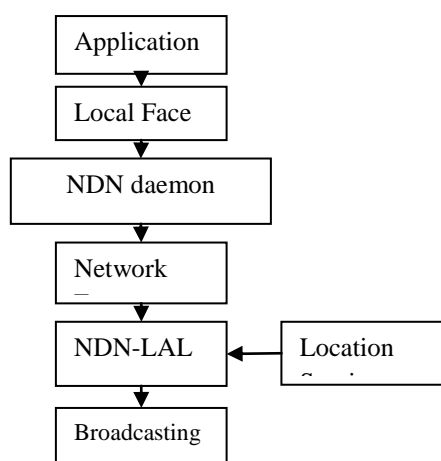 Application
Local Face
NDN daemon
Network
NDN-LAL
Location
Broadcasting